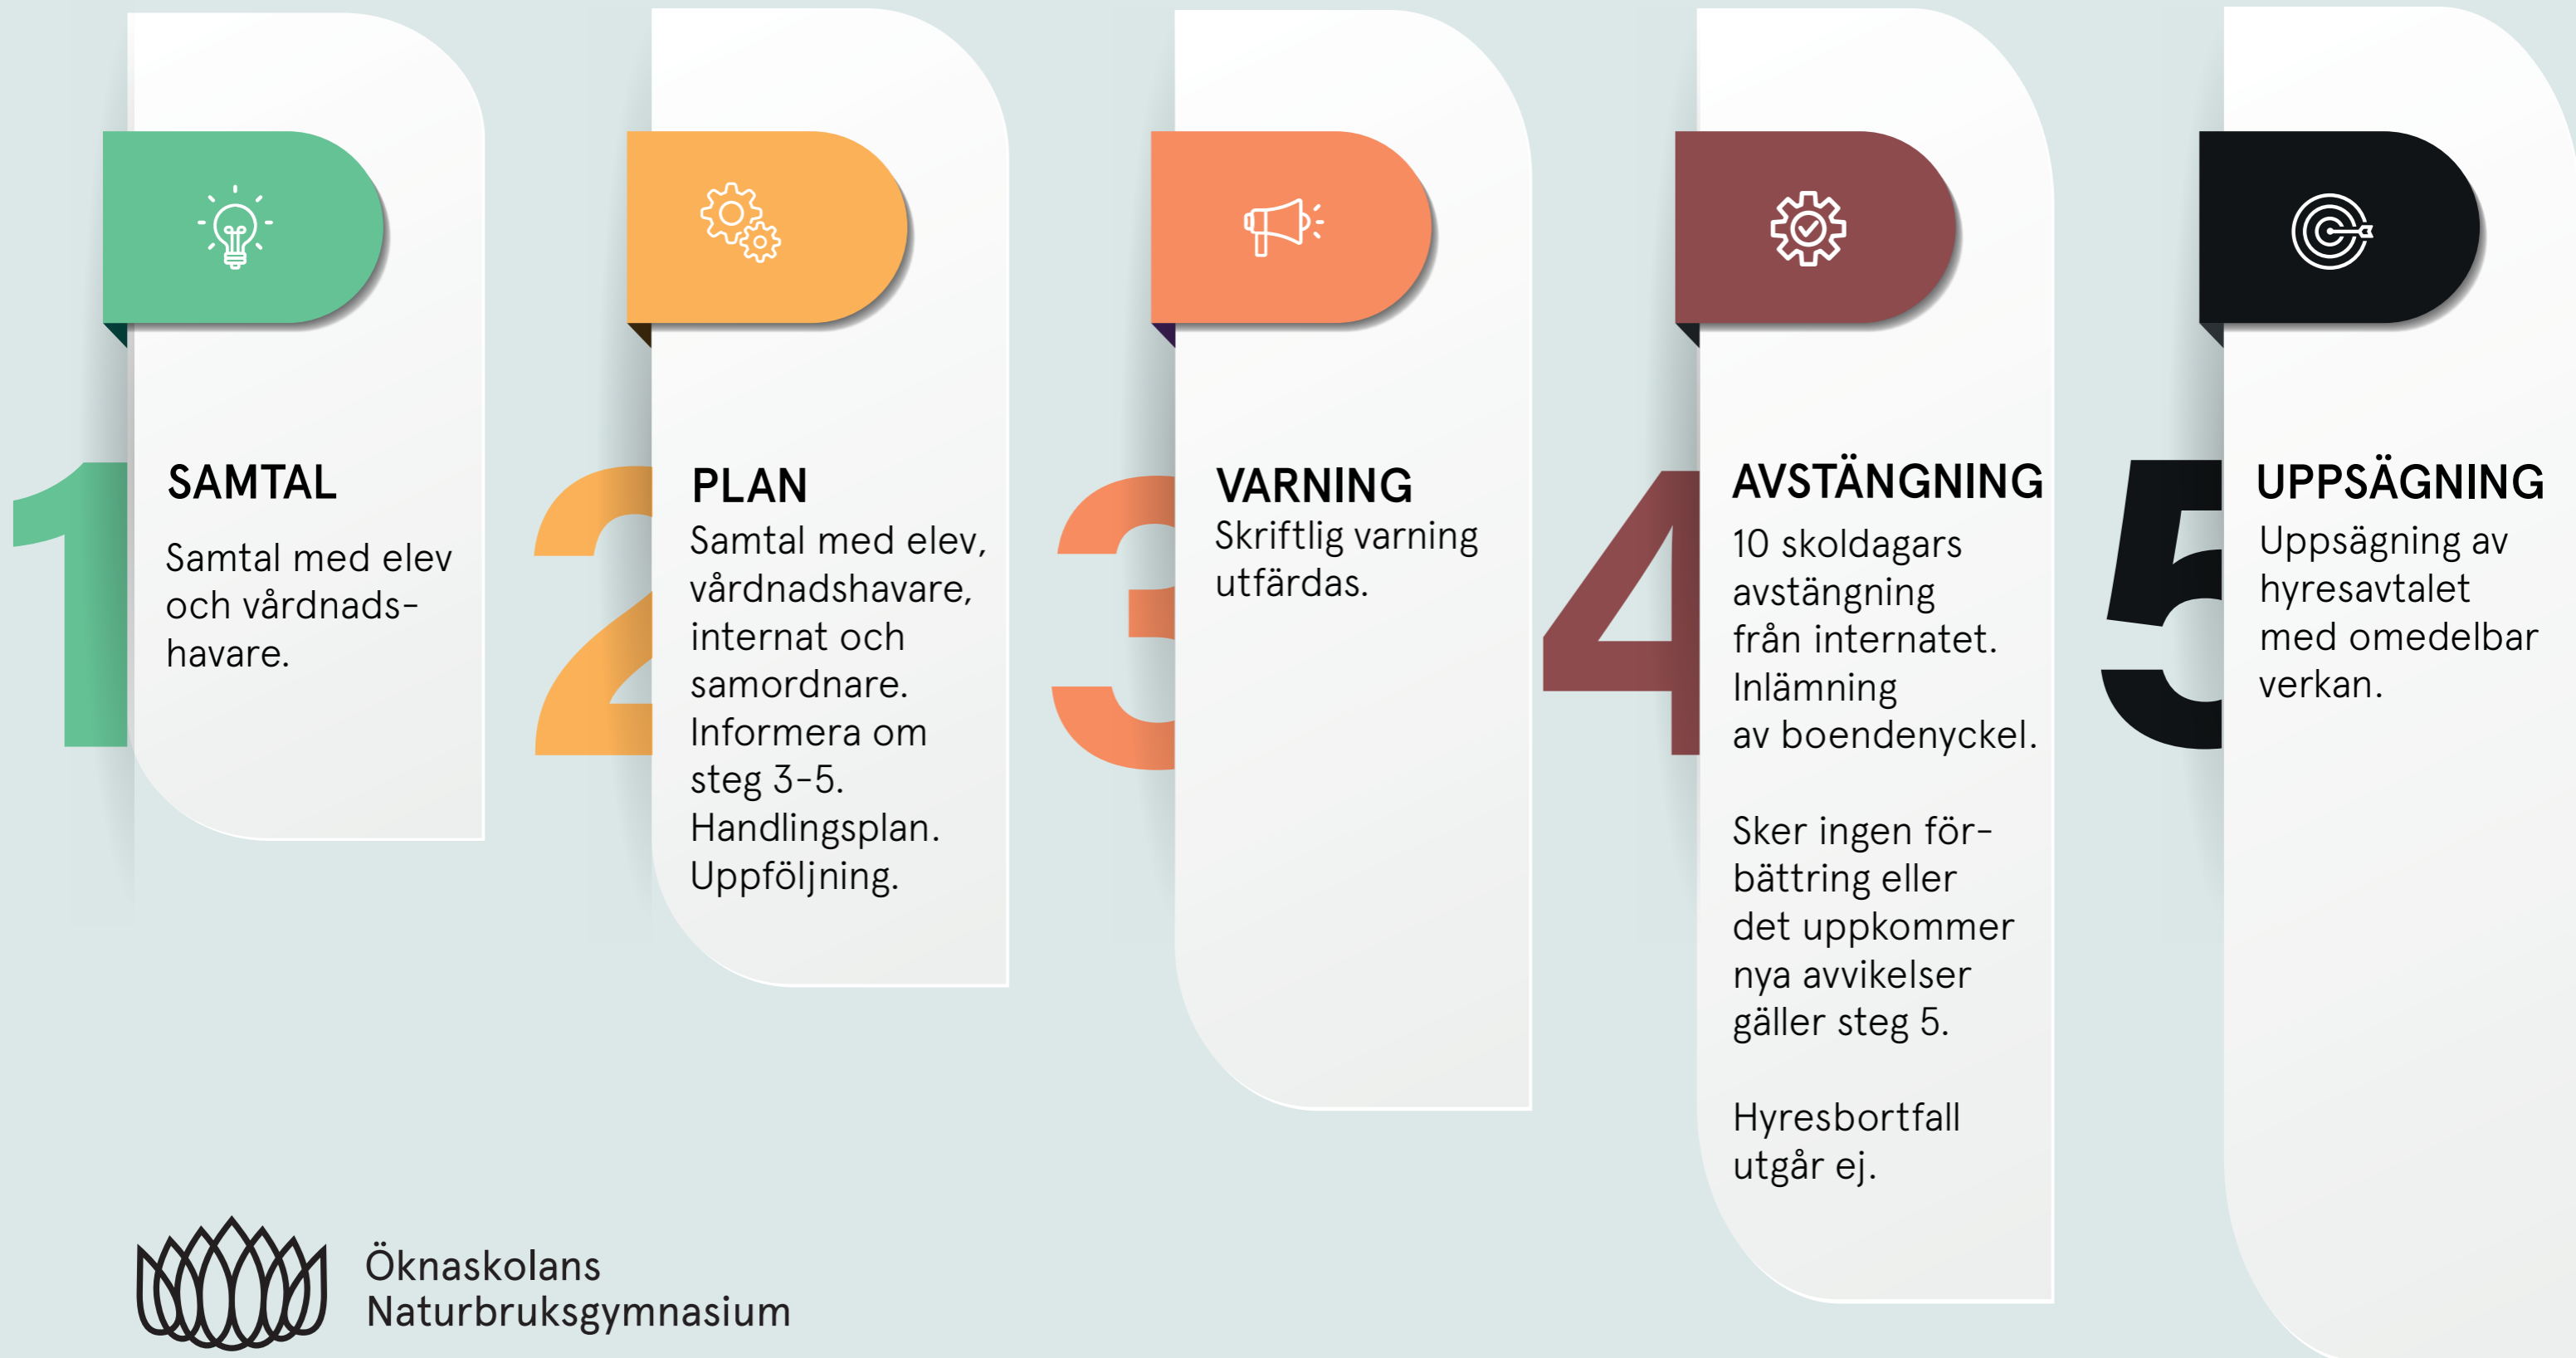 1
SAMTAL
Samtal med elev
och vårdnads-
havare.
2
PLAN
Samtal med elev,
vårdnadshavare,
internat och
samordnare.
Informera om
steg 3-5.
Handlingsplan.
Uppföljning.
3
VARNING
Skriftlig varning
utfärdas.
4
AVSTÄNGNING
10 skoldagars
avstängning
från internatet.
Inlämning
av boendenyckel.
Sker ingen för-
bättring eller
det uppkommer
nya avvikelser
gäller steg 5.
Hyresbortfall
utgår ej.
5
UPPSÄGNING
Uppsägning av
hyresavtalet
med omedelbar
verkan.
Öknaskolans
Naturbruksgymnasium